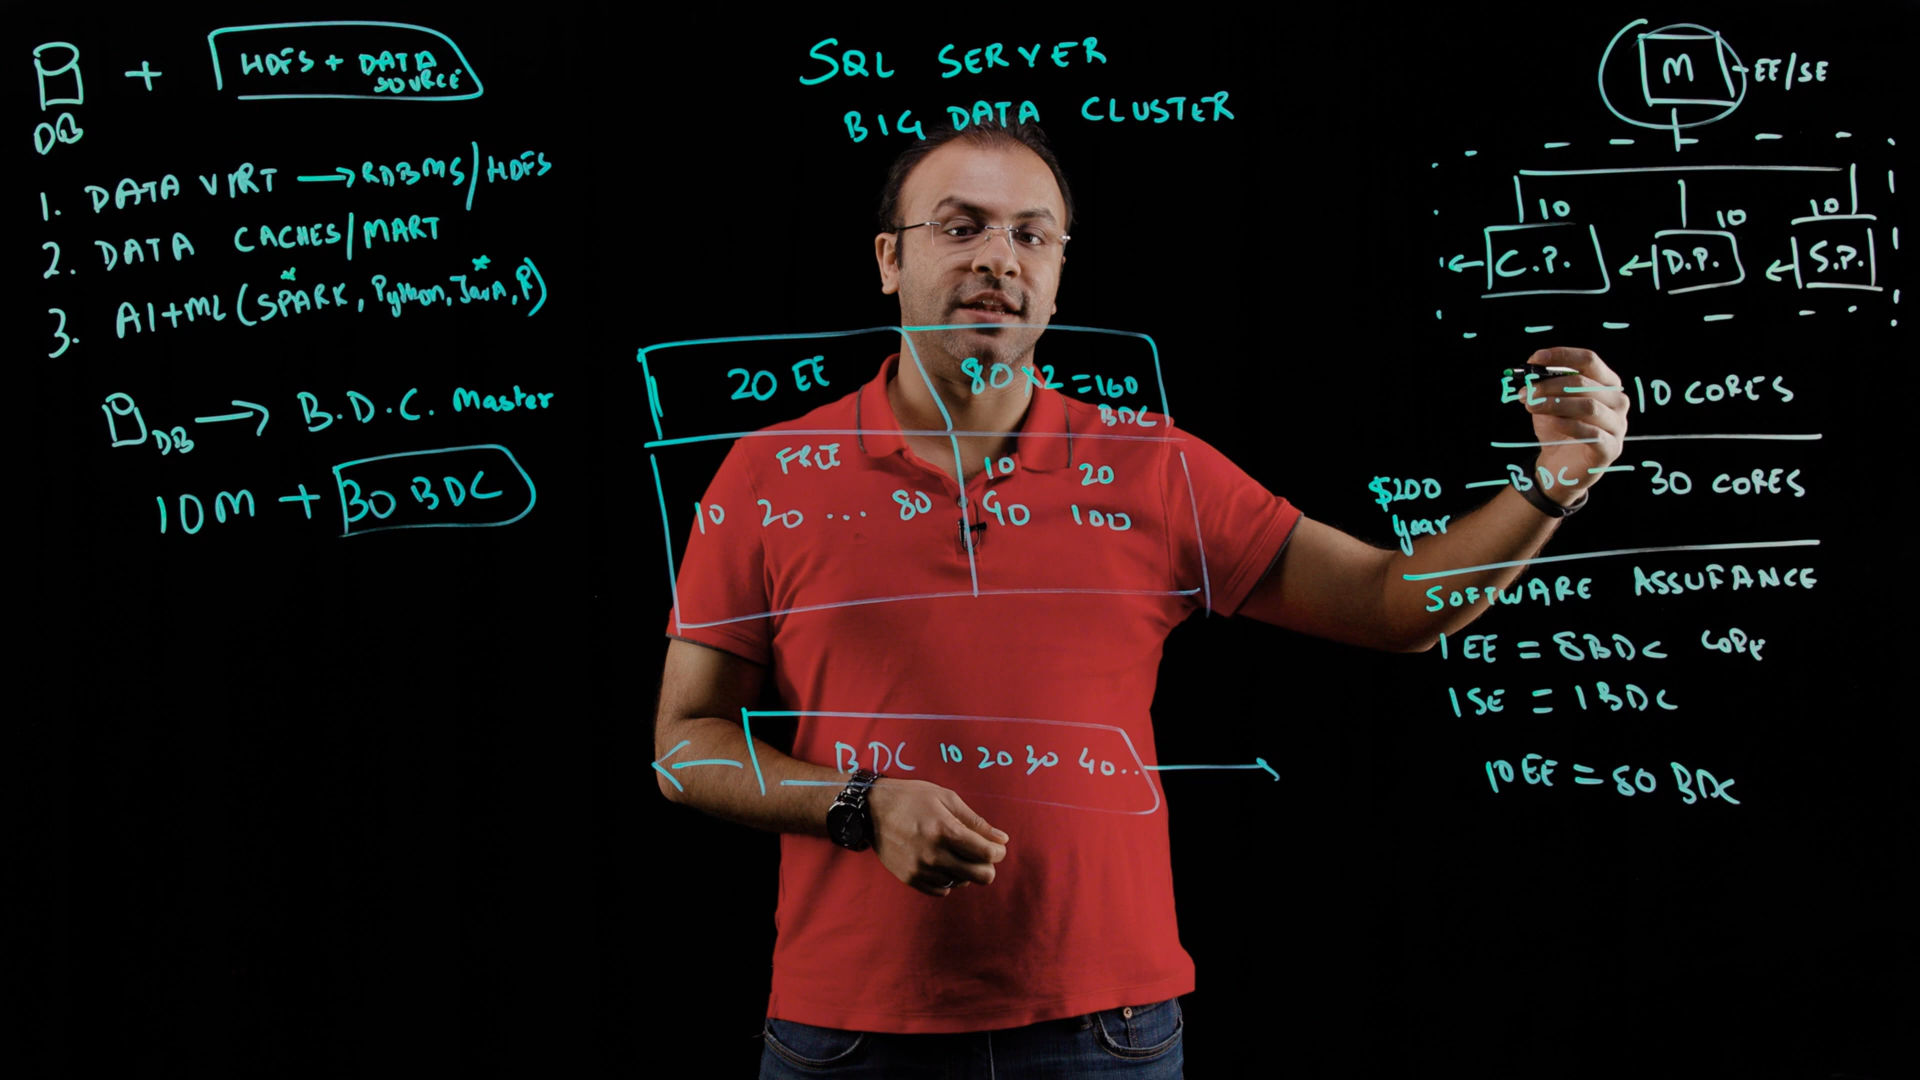 SQL SERVER
BIG DATA CLUSTER
DB
+
HDFS + DATA
SOURCE
1. DATA VIRT → RDBMS/HDFS
2. DATA CACHES/MART
3. AI+ML (SPARK*, Python, Java*, R)
DB → B.D.C. Master
10M + 30 BDC
20 EE
80 x2 = 160
BDC
FREE
10 20
10 20 ... 80 90 100
BDC 10 20 30 40..
M - EE/SE
10 10 10
C.P. D.P. S.P.
EE. — 10 CORES
$200 — BDC — 30 CORES
year
SOFTWARE ASSURANCE
1 EE = 8BDC CORE
1 SE = 1 BDC
10 EE = 80 BDC